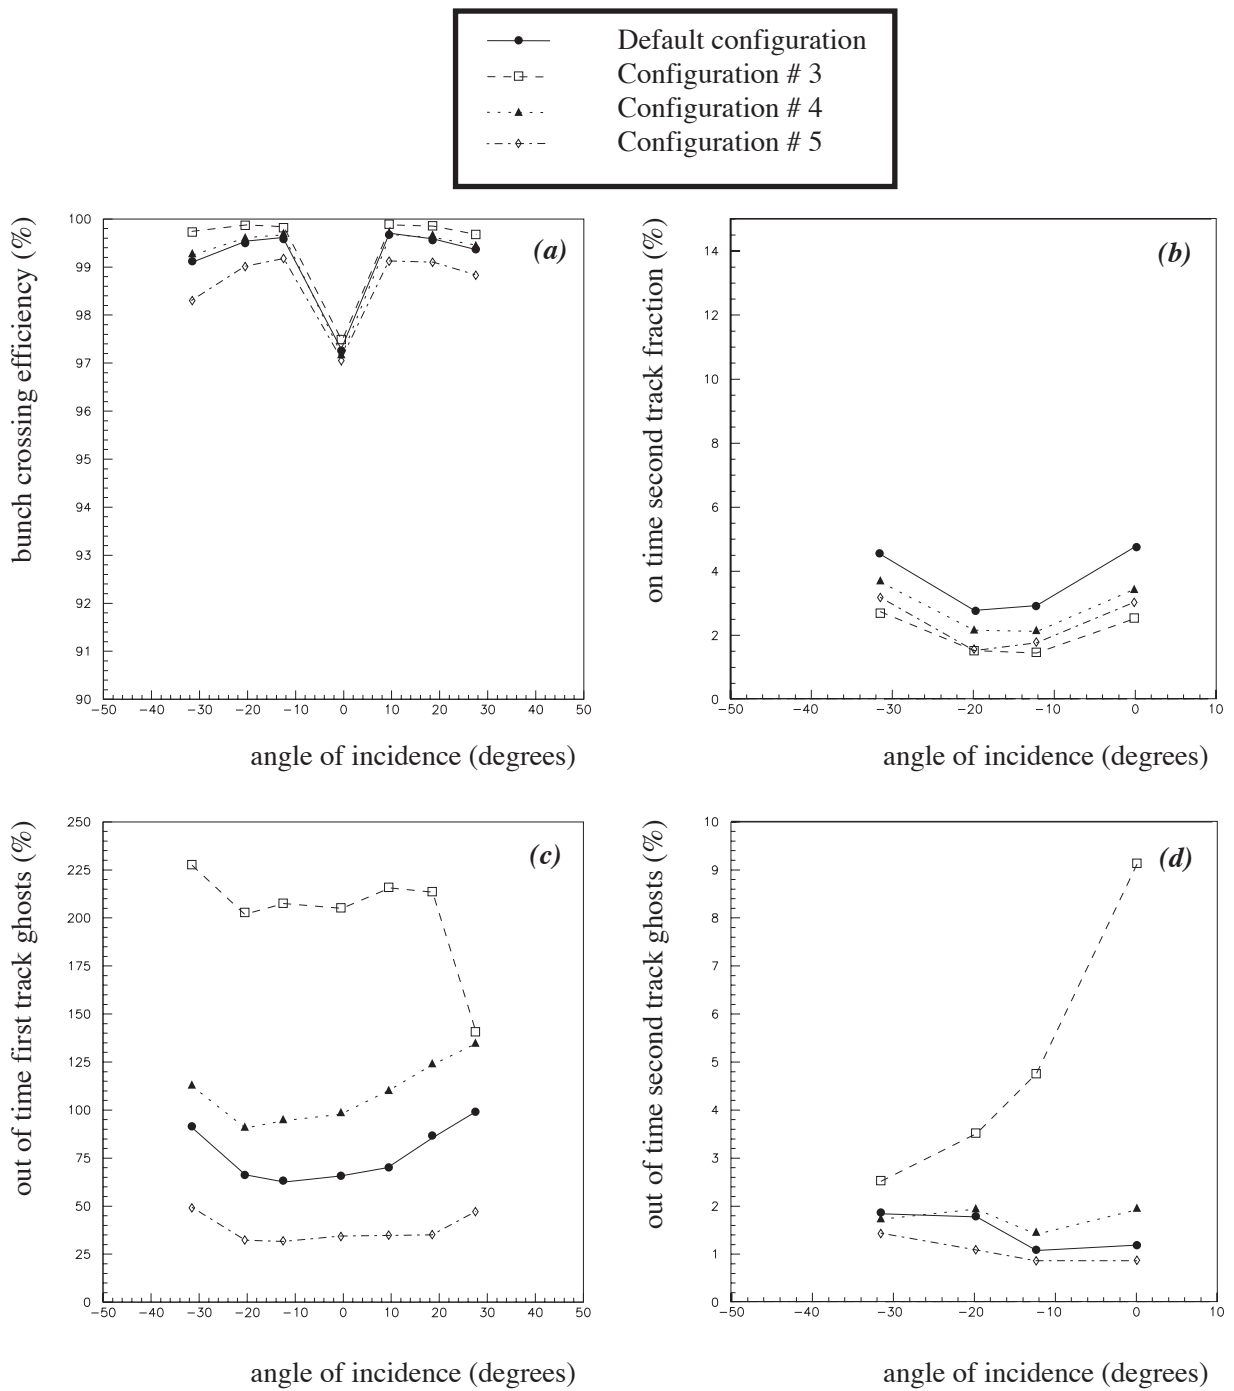 Default configuration
Configuration # 3
Configuration # 4
Configuration # 5
bunch crossing efficiency (%)
100
99
98
97
96
95
94
93
92
91
90
(a)
−50 −40 −30 −20 −10 0 10 20 30 40 50
angle of incidence (degrees)
on time second track fraction (%)
14
12
10
8
6
4
2
0
(b)
−50 −40 −30 −20 −10 0 10
angle of incidence (degrees)
out of time first track ghosts (%)
250
225
200
175
150
125
100
75
50
25
0
(c)
−50 −40 −30 −20 −10 0 10 20 30 40 50
angle of incidence (degrees)
out of time second track ghosts (%)
10
9
8
7
6
5
4
3
2
1
0
(d)
−50 −40 −30 −20 −10 0 10
angle of incidence (degrees)